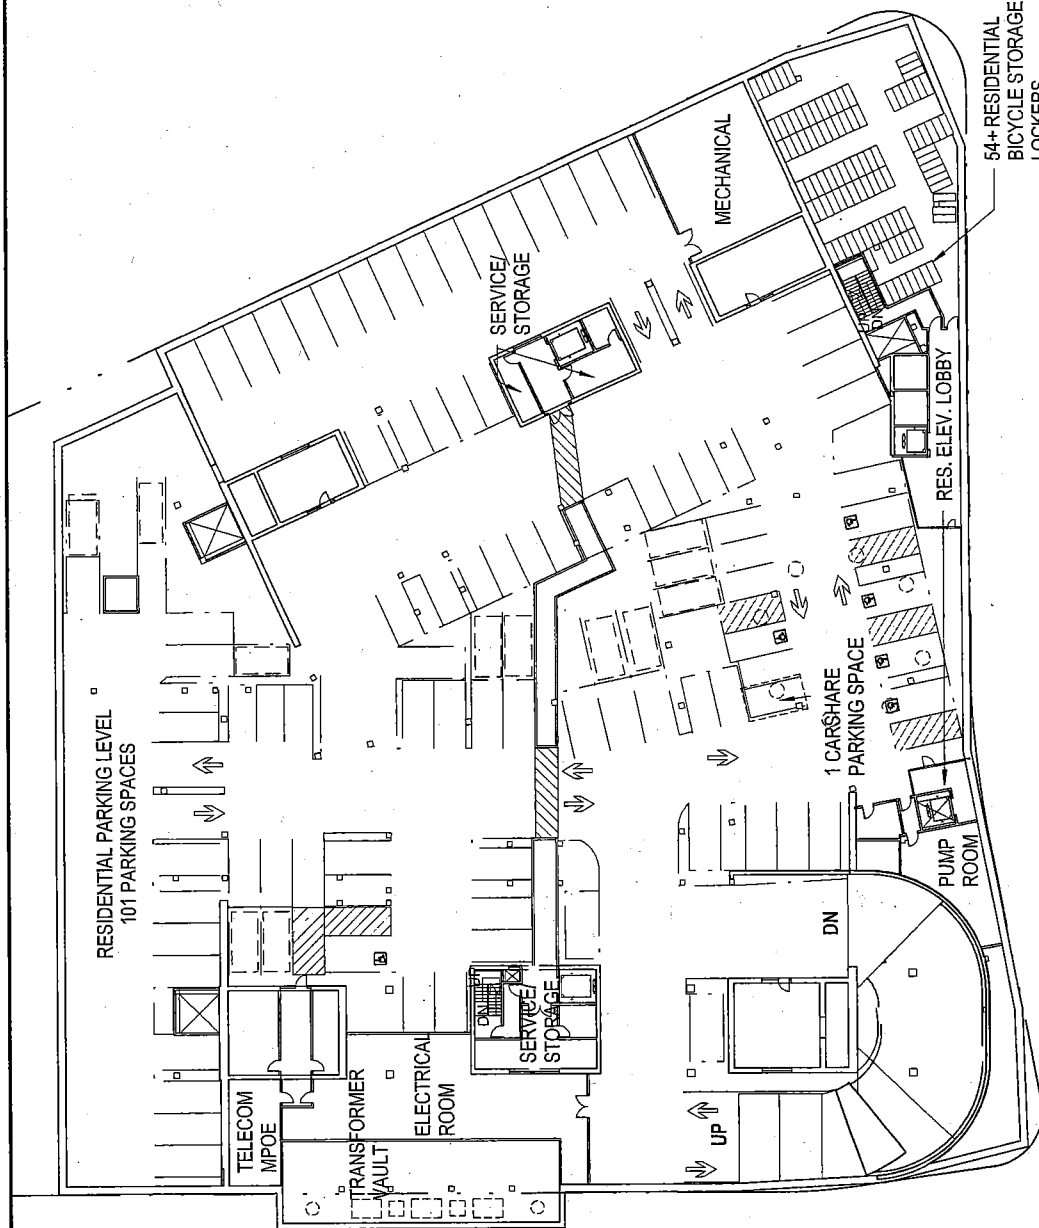 RESIDENTIAL PARKING LEVEL
101 PARKING SPACES
SERVICE/
STORAGE
MECHANICAL
54+ RESIDENTIAL
BICYCLE STORAGE
LOCKERS
DN
RES. ELEV. LOBBY
1 CARSHARE
PARKING SPACE
PUMP
ROOM
DN
UP
DN
SERVICE/
STORAGE
ELECTRICAL
ROOM
TRANSFORMER
VAULT
TELECOM
MPOE